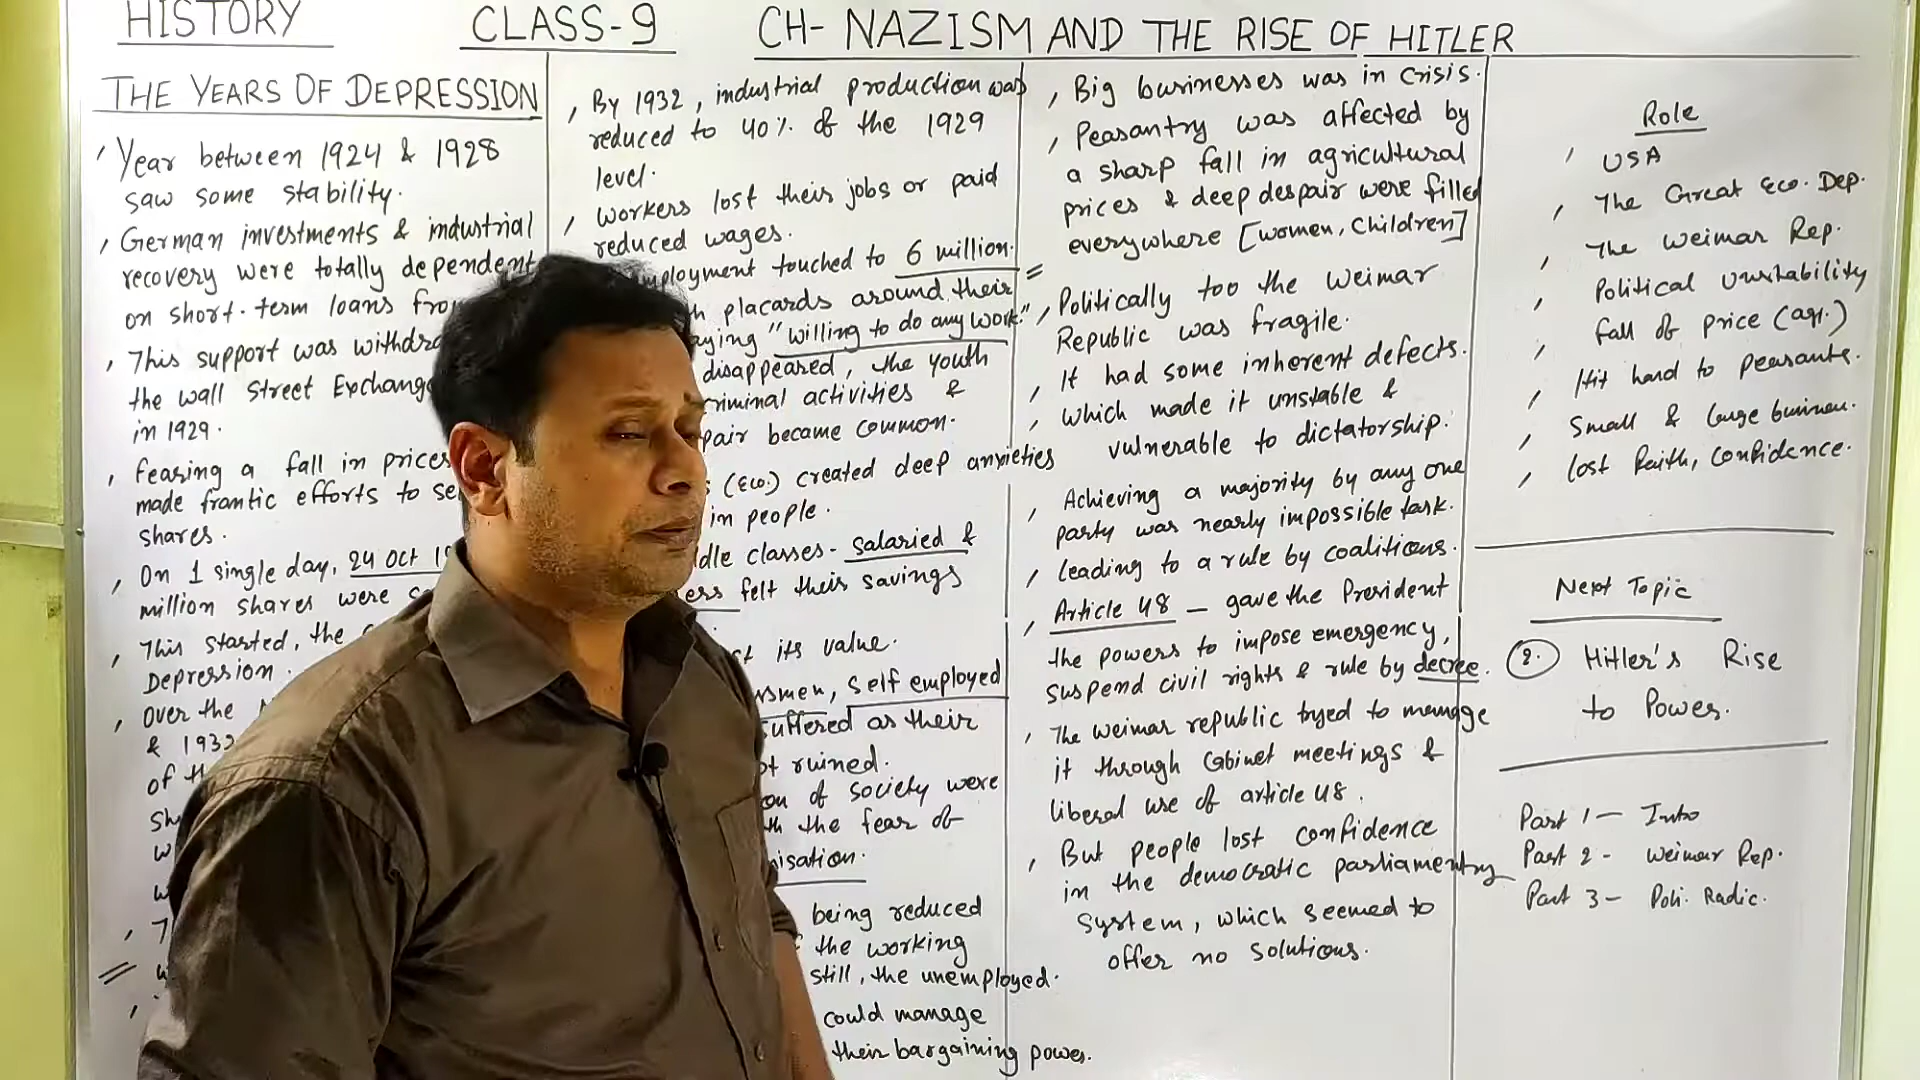 HISTORY
CLASS-9
CH- NAZISM AND THE RISE OF HITLER
THE YEARS OF DEPRESSION
Year between 1924 & 1928
saw some stability.
German investments & industrial
recovery were totally dependent
on short-term loans
This support was
the Wall Street Exchange
in 1929.
Fearing a fall in prices
made frantic efforts to
shares.
On 1 single day, 24 Oct
million shares were
This started, the
Depression.
Over the
& 1932
of
By 1932, industrial production was
reduced to 40% of the 1929
level.
Workers lost their jobs or paid
reduced wages.
touched to 6 million.
placards around their
"willing to do any work."
disappeared, the youth
activities &
became common.
(Eco.) created deep anxieties
in people.
classes - salaried &
felt their savings
its value.
self employed
as their
ruined.
of society were
the fear of
being reduced
the working
still, the unemployed.
could manage
their bargaining power.
Big businesses was in crisis.
Peasantry was affected by
a sharp fall in agricultural
prices & deep despair were filled
everywhere [women, children]
Politically too the Weimar
Republic was fragile.
It had some inherent defects.
which made it unstable &
vulnerable to dictatorship.
Achieving a majority by any one
party was nearly impossible task.
leading to a rule by coalitions.
Article 48 – gave the President
the powers to impose emergency,
suspend civil rights & rule by decree.
The Weimar republic tryed to manage
it through Cabinet meetings &
liberal use of article 48.
But people lost confidence
in the democratic parliamentry
system, which seemed to
offer no solutions.
Role
USA
The Great Eco. Dep.
The Weimar Rep.
Political Unstability
Fall of price (agr.)
Hit hard to peasants.
Small & large business.
Lost faith, confidence.
Next Topic
2. Hitler's Rise
to Power.
Part 1 – Intro
Part 2 - Weimar Rep.
Part 3 – Poli. Radic.